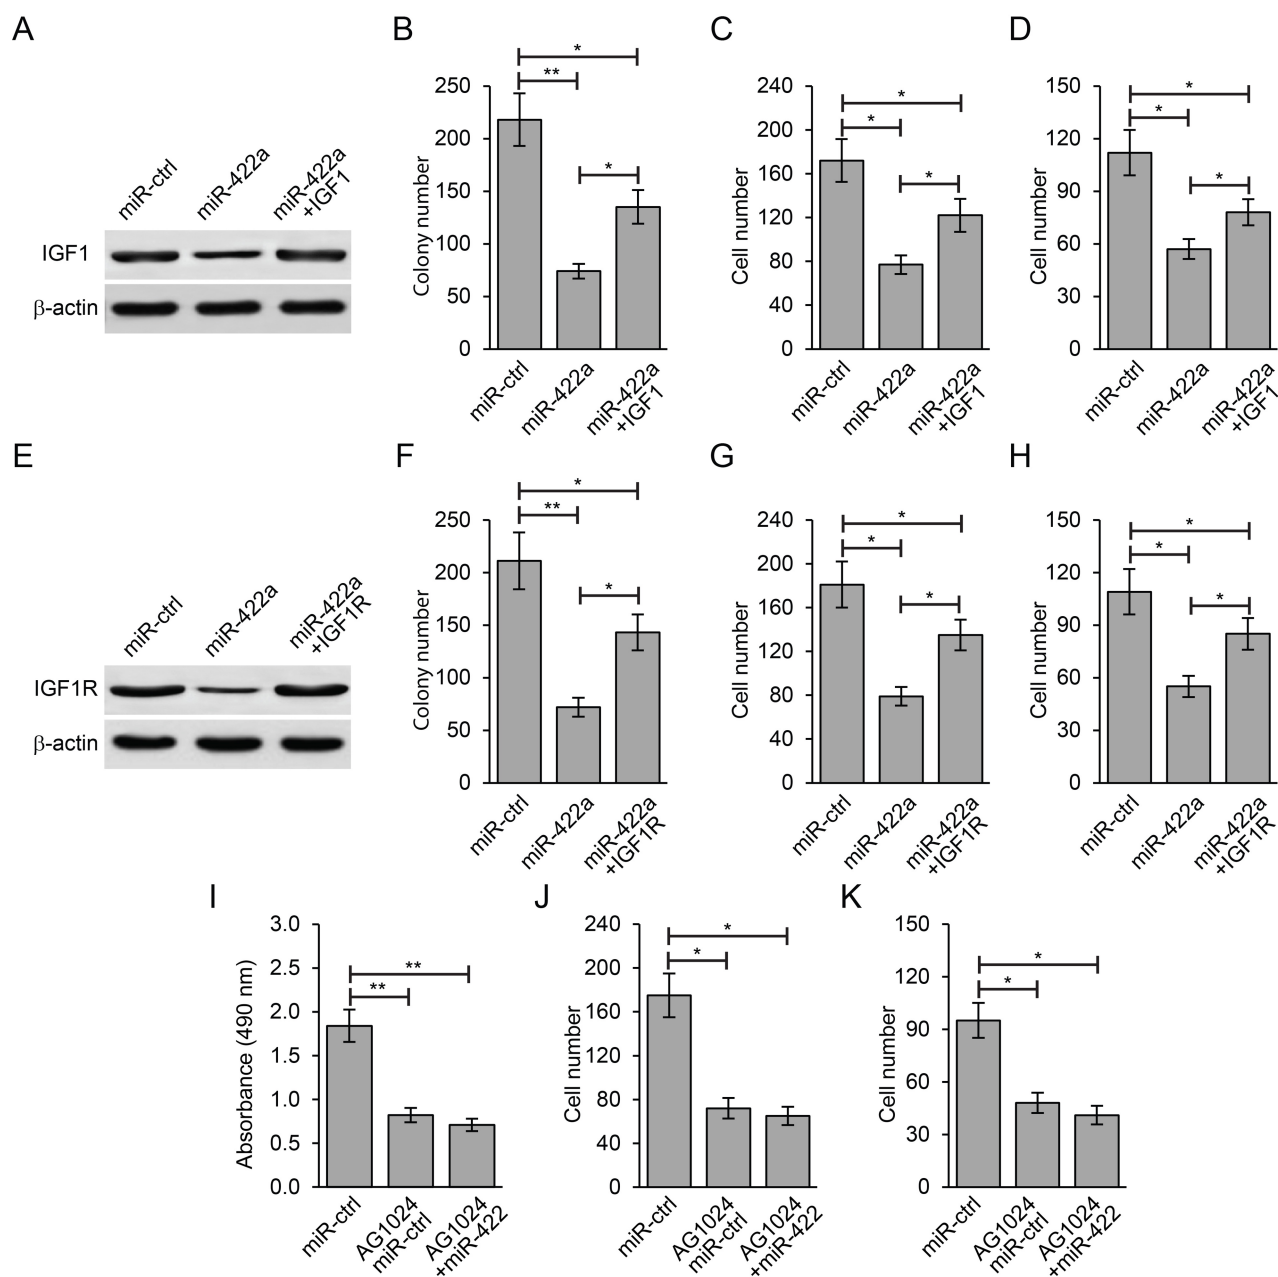 A
miR-ctrl
miR-422a
miR-422a
+IGF1
IGF1
β-actin
B
*
**
*
Colony number
250
200
150
100
50
0
miR-ctrl
miR-422a
miR-422a
+IGF1
C
*
*
*
Cell number
240
200
160
120
80
40
0
miR-ctrl
miR-422a
miR-422a
+IGF1
D
*
*
*
Cell number
150
120
90
60
30
0
miR-ctrl
miR-422a
miR-422a
+IGF1
E
miR-ctrl
miR-422a
miR-422a
+IGF1R
IGF1R
β-actin
F
*
**
*
Colony number
250
200
150
100
50
0
miR-ctrl
miR-422a
miR-422a
+IGF1R
G
*
*
*
Cell number
240
200
160
120
80
40
0
miR-ctrl
miR-422a
miR-422a
+IGF1R
H
*
*
*
Cell number
150
120
90
60
30
0
miR-ctrl
miR-422a
miR-422a
+IGF1R
I
**
**
Absorbance (490 nm)
3.0
2.5
2.0
1.5
1.0
0.5
0.0
miR-ctrl
AG1024
miR-ctrl
AG1024
+miR-422
J
*
*
Cell number
240
200
160
120
80
40
0
miR-ctrl
AG1024
miR-ctrl
AG1024
+miR-422
K
*
*
Cell number
150
120
90
60
30
0
miR-ctrl
AG1024
miR-ctrl
AG1024
+miR-422